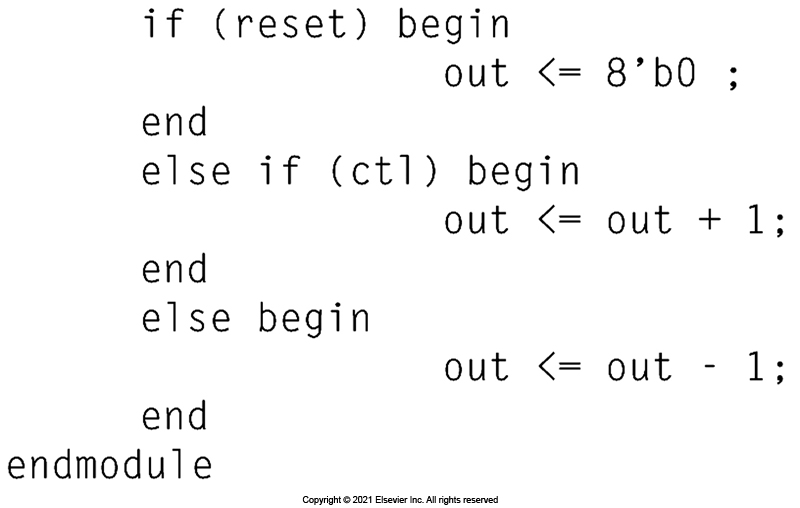 if (reset) begin
out <= 8’b0 ;
end
else if (ctl) begin
out <= out + 1;
end
else begin
out <= out - 1;
end
endmodule
Copyright © 2021 Elsevier Inc. All rights reserved